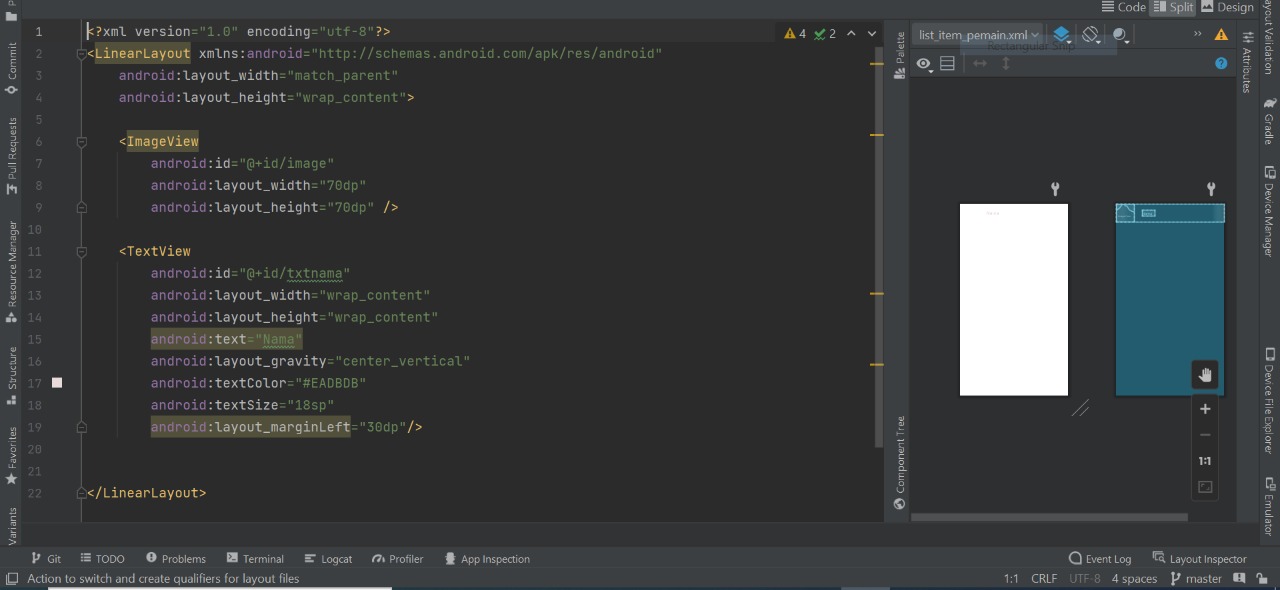 Code Split Design
1 <?xml version="1.0" encoding="utf-8"?>
2 <LinearLayout xmlns:android="http://schemas.android.com/apk/res/android"
3 android:layout_width="match_parent"
4 android:layout_height="wrap_content">
5
6 <ImageView
7 android:id="@+id/image"
8 android:layout_width="70dp"
9 android:layout_height="70dp" />
10
11 <TextView
12 android:id="@+id/txtnama"
13 android:layout_width="wrap_content"
14 android:layout_height="wrap_content"
15 android:text="Nama"
16 android:layout_gravity="center_vertical"
17 android:textColor="#EADBDB"
18 android:textSize="18sp"
19 android:layout_marginLeft="30dp"/>
20
21
22 </LinearLayout>
4 2
Commit
Pull Requests
Resource Manager
Structure
Favorites
Variants
Palette
Component Tree
list_item_pemain.xml
Rectangular Snip
1:1
Attributes
Layout Validation
Gradle
Device Manager
Device File Explorer
Emulator
Git TODO Problems Terminal Logcat Profiler App Inspection Event Log Layout Inspector
Action to switch and create qualifiers for layout files 1:1 CRLF UTF-8 4 spaces master